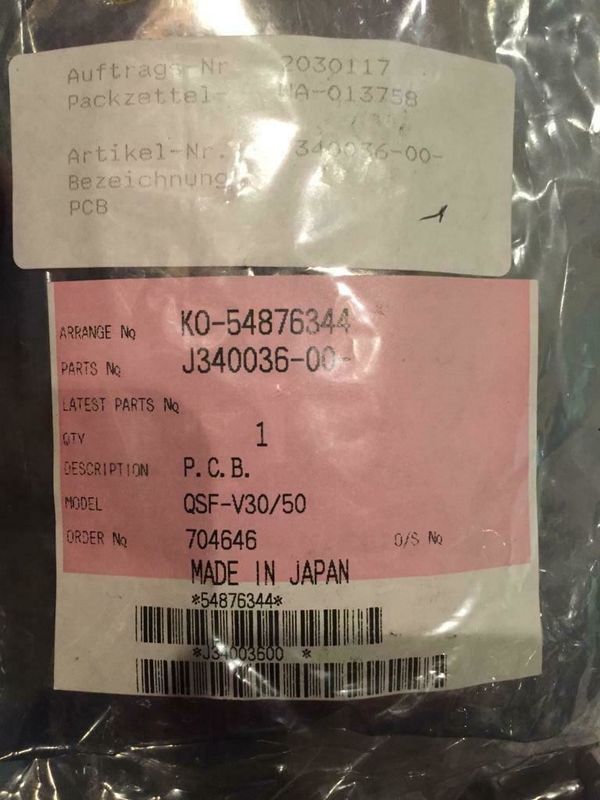 Auftrags-Nr 2030117
Packzettel- WA-013758
Artikel-Nr. 340036-00-
Bezeichnung
PCB
ARRANGE No KO-54876344
PARTS No J340036-00-
LATEST PARTS No
QTY 1
DESCRIPTION P.C.B.
MODEL QSF-V30/50
ORDER No 704646 O/S No
MADE IN JAPAN
*54876344*
*J34003600 *